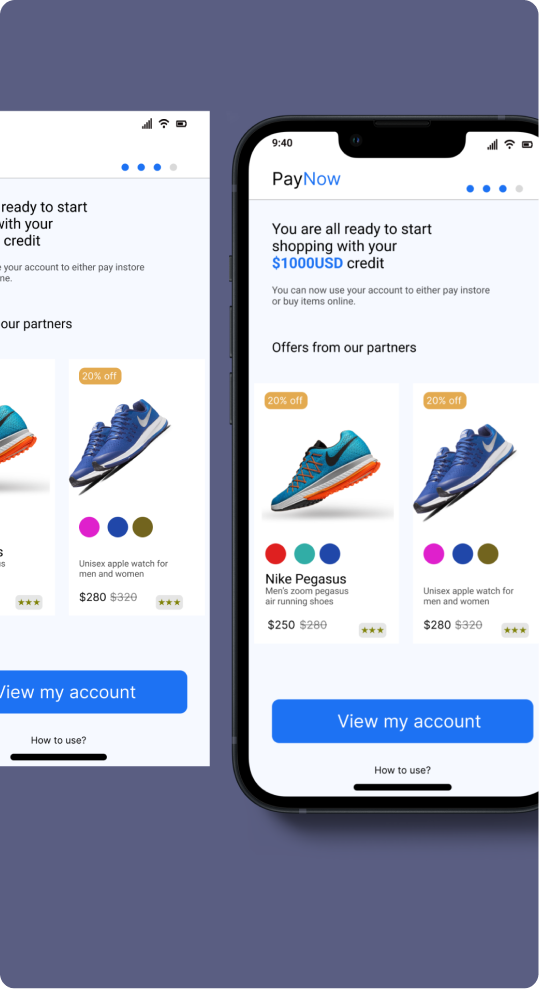 ready to start
with your
credit
your account to either pay instore
our partners
20% off
Unisex apple watch for
men and women
$280 $320
★★★
★★★
View my account
How to use?
9:40
PayNow
You are all ready to start
shopping with your
$1000USD credit
You can now use your account to either pay instore
or buy items online.
Offers from our partners
20% off
20% off
Nike Pegasus
Men's zoom pegasus
air running shoes
Unisex apple watch for
men and women
$250 $280
★★★
$280 $320
★★★
View my account
How to use?